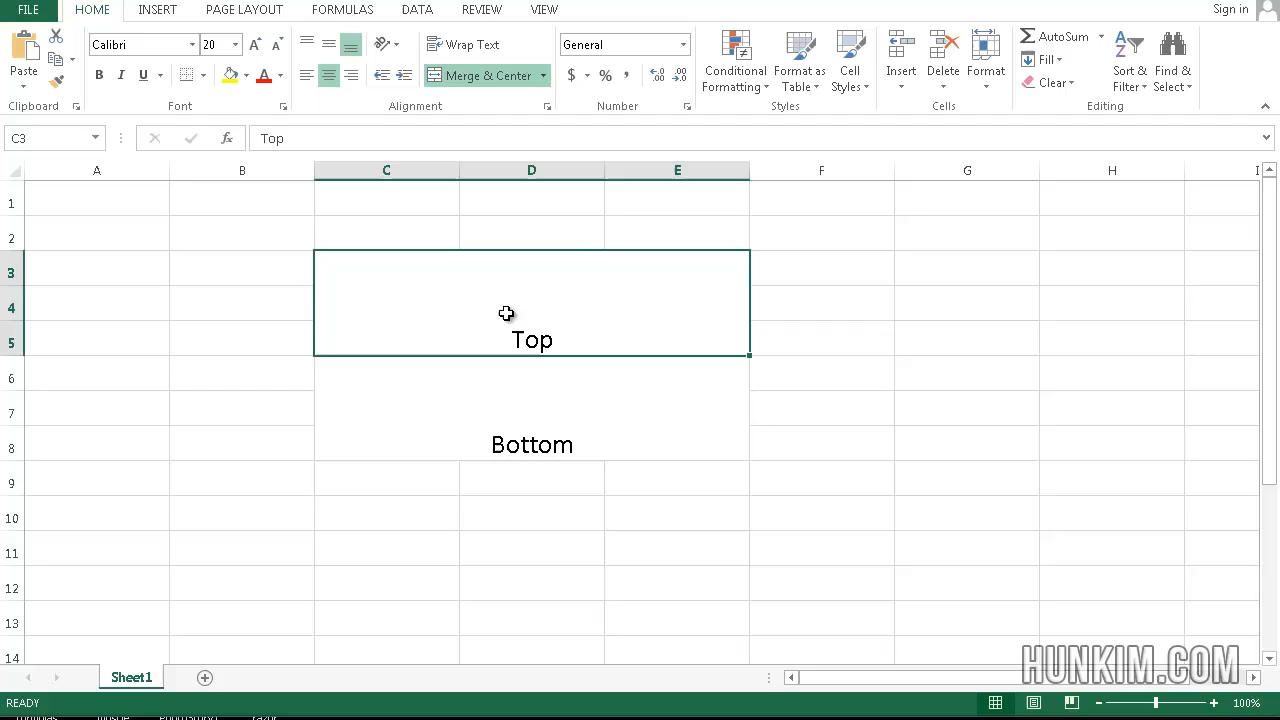 FILE HOME INSERT PAGE LAYOUT FORMULAS DATA REVIEW VIEW Sign in
Calibri 20 A A Wrap Text General AutoSum
Paste B I U A Merge & Center $ % , Conditional Formatting Format as Table Cell Styles Insert Delete Format Fill Clear Sort & Filter Find & Select
Clipboard Font Alignment Number Styles Cells Editing
C3 fx Top
A B C D E F G H I
1
2
3
4
5 Top
6
7
8 Bottom
9
10
11
12
13
14
HUNKIM.COM
Sheet1
READY 100%